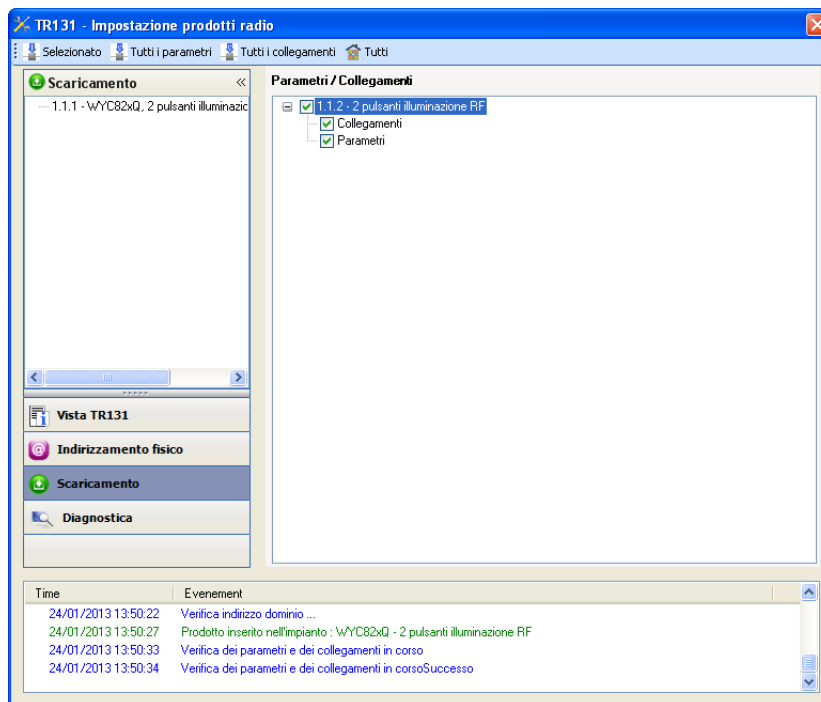 TR131 - Impostazione prodotti radio
Selezionato Tutti i parametri Tutti i collegamenti Tutti
Scaricamento «
1.1.1 - WYC82xQ, 2 pulsanti illuminazic
Vista TR131
Indirizzamento fisico
Scaricamento
Diagnostica
Parametri / Collegamenti
1.1.2 - 2 pulsanti illuminazione RF
Collegamenti
Parametri
Time Evenement
24/01/2013 13:50:22 Verifica indirizzo dominio ...
24/01/2013 13:50:27 Prodotto inserito nell'impianto : WYC82xQ - 2 pulsanti illuminazione RF
24/01/2013 13:50:33 Verifica dei parametri e dei collegamenti in corso
24/01/2013 13:50:34 Verifica dei parametri e dei collegamenti in corsoSuccesso